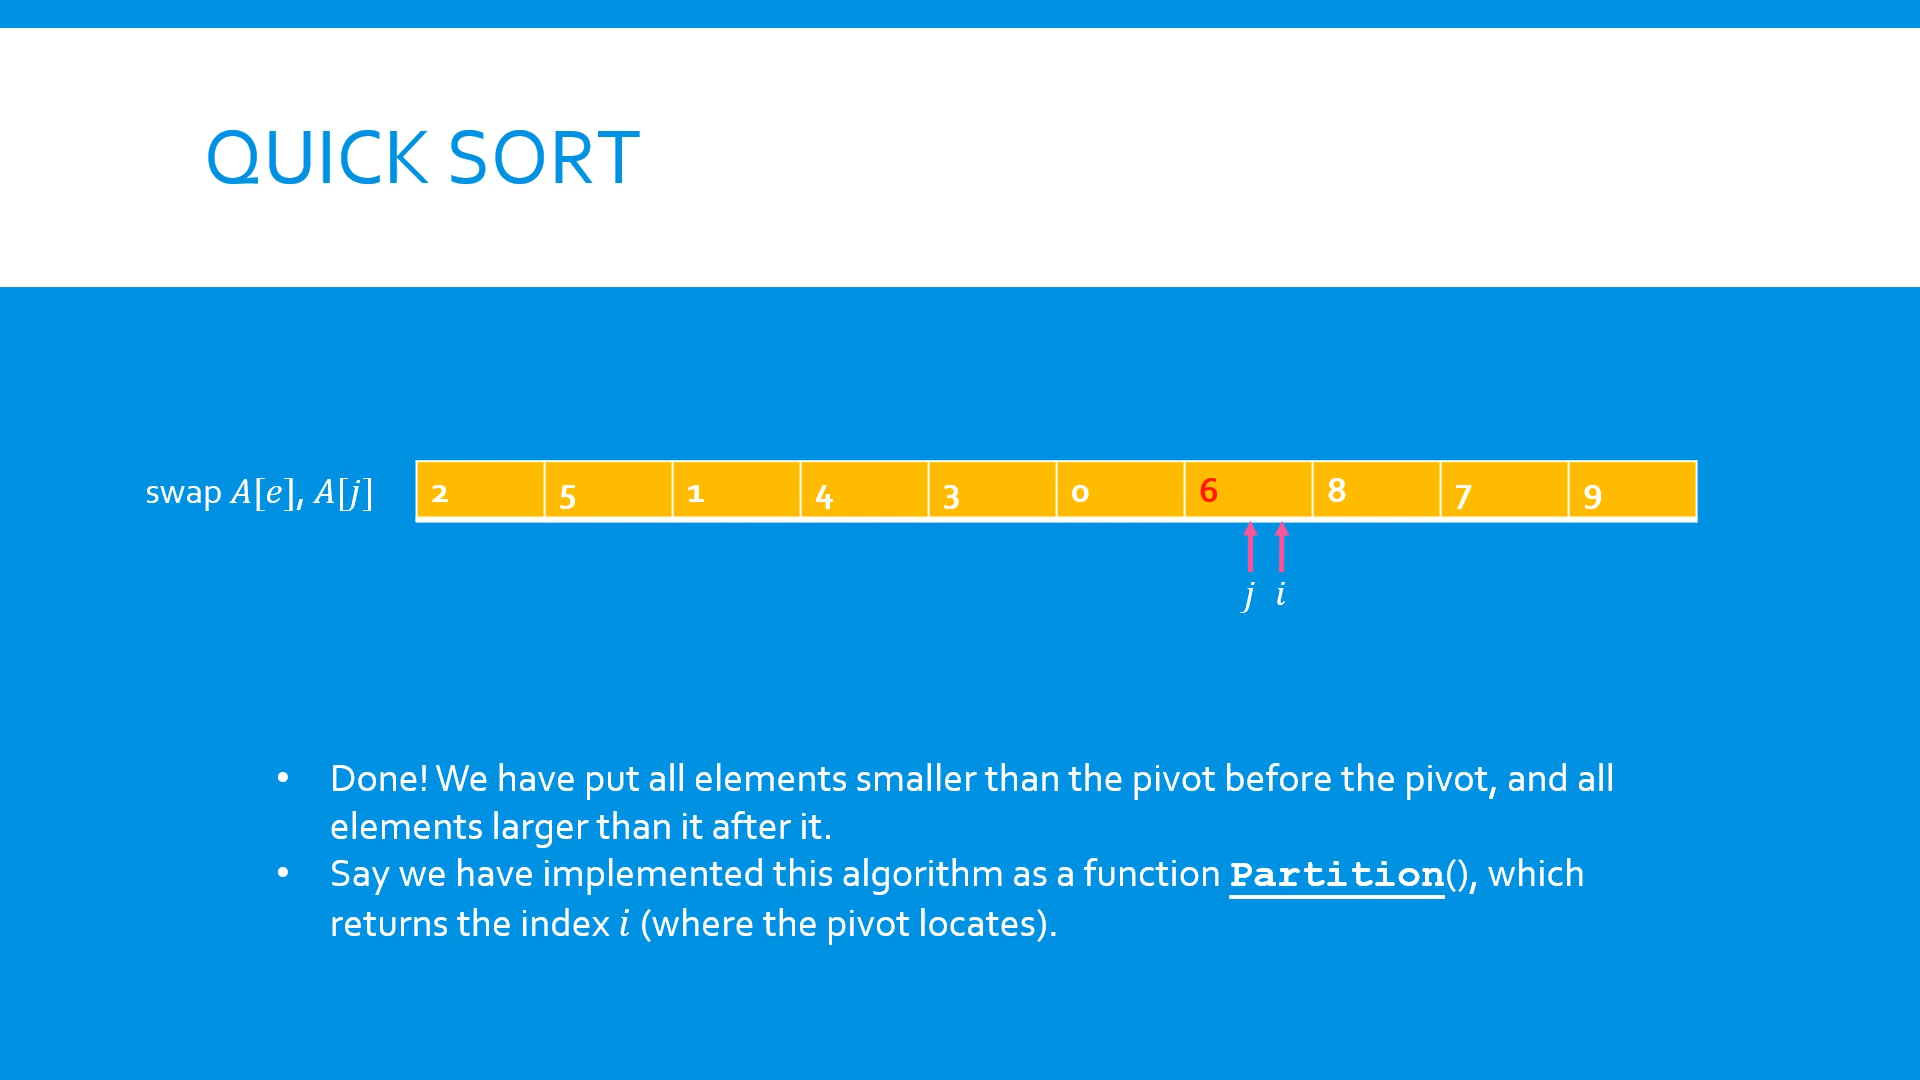 QUICK SORT
swap A[e], A[j] 2 5 1 4 3 0 6 8 7 9
j i
• Done! We have put all elements smaller than the pivot before the pivot, and all
elements larger than it after it.
• Say we have implemented this algorithm as a function Partition(), which
returns the index i (where the pivot locates).